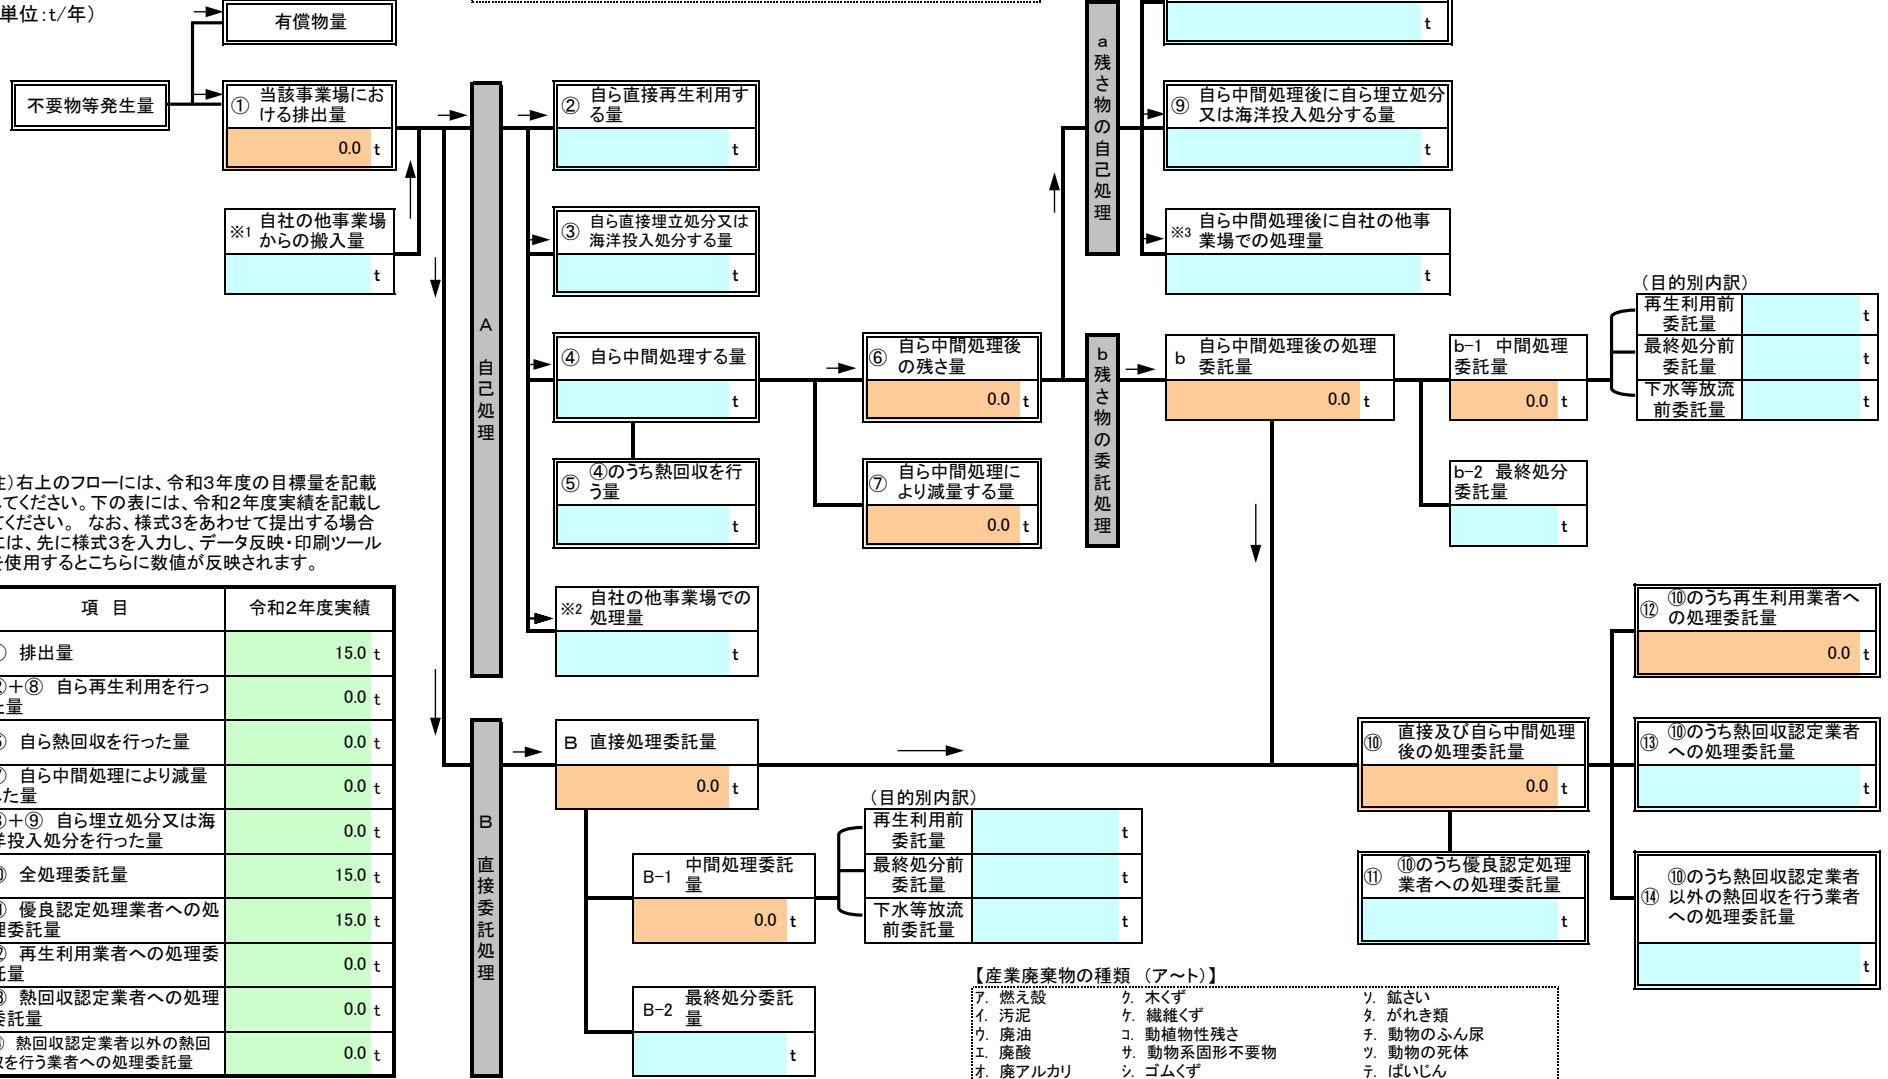 単位:t/年)
有償物量
不要物等発生量
① 当該事業場にお
ける排出量
0.0 t
※1 自社の他事業場
からの搬入量
t
A 自己処理
② 自ら直接再生利用す
る量
t
③ 自ら直接埋立処分又は
海洋投入処分する量
t
④ 自ら中間処理する量
t
⑤ ④のうち熱回収を行
う量
t
※2 自社の他事業場での
処理量
t
⑥ 自ら中間処理後
の残さ量
0.0 t
⑦ 自ら中間処理に
より減量する量
0.0 t
a 残さ物の自己処理
t
⑨ 自ら中間処理後に自ら埋立処分
又は海洋投入処分する量
t
※3 自ら中間処理後に自社の他事
業場での処理量
t
b 残さ物の委託処理
b 自ら中間処理後の処理
委託量
0.0 t
b-1 中間処理
委託量
0.0 t
(目的別内訳)
再生利用前
委託量
t
最終処分前
委託量
t
下水等放流
前委託量
t
b-2 最終処分
委託量
t
注)右上のフローには、令和3年度の目標量を記載
してください。下の表には、令和2年度実績を記載し
てください。 なお、様式3をあわせて提出する場合
には、先に様式3を入力し、データ反映・印刷ツール
を使用するとこちらに数値が反映されます。
項 目 令和2年度実績
① 排出量 15.0 t
②+⑧ 自ら再生利用を行っ
た量
0.0 t
⑤ 自ら熱回収を行った量 0.0 t
⑦ 自ら中間処理により減量
した量
0.0 t
③+⑨ 自ら埋立処分又は海
洋投入処分を行った量
0.0 t
⑩ 全処理委託量 15.0 t
⑪ 優良認定処理業者への処
理委託量
15.0 t
⑫ 再生利用業者への処理委
託量
0.0 t
⑬ 熱回収認定業者への処理
委託量
0.0 t
⑭ 熱回収認定業者以外の熱回
収を行う業者への処理委託量
0.0 t
B 直接委託処理
B 直接処理委託量
0.0 t
B-1 中間処理委託
量
0.0 t
(目的別内訳)
再生利用前
委託量
t
最終処分前
委託量
t
下水等放流
前委託量
t
B-2 最終処分委託
量
t
⑩ 直接及び自ら中間処理
後の処理委託量
0.0 t
⑪ ⑩のうち優良認定処理
業者への処理委託量
t
⑫ ⑩のうち再生利用業者へ
の処理委託量
0.0 t
⑬ ⑩のうち熱回収認定業者
への処理委託量
t
⑭ ⑩のうち熱回収認定業者
以外の熱回収を行う業者
への処理委託量
t
【産業廃棄物の種類 (ア~ト)】
ア. 燃え殻 ク. 木くず ソ. 鉱さい
イ. 汚泥 ケ. 繊維くず タ. がれき類
ウ. 廃油 コ. 動植物性残さ チ. 動物のふん尿
エ. 廃酸 サ. 動物系固形不要物 ツ. 動物の死体
オ. 廃アルカリ シ. ゴムくず テ. ばいじん